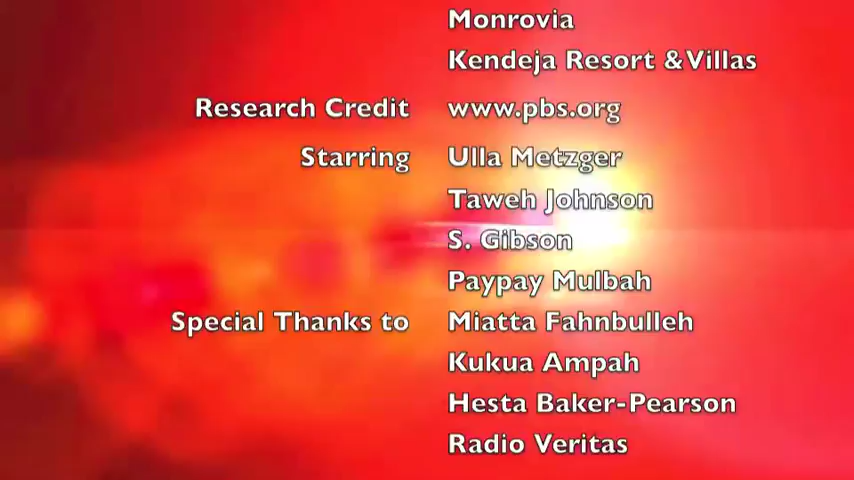 Monrovia
Kendeja Resort & Villas
Research Credit www.pbs.org
Starring Ulla Metzger
Taweh Johnson
S. Gibson
Paypay Mulbah
Special Thanks to Miatta Fahnbulleh
Kukua Ampah
Hesta Baker-Pearson
Radio Veritas